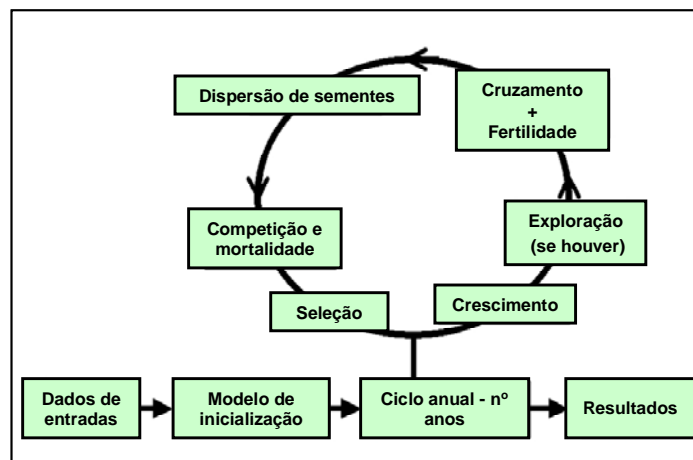 Dispersão de sementes
Cruzamento
+
Fertilidade
Competição e
mortalidade
Exploração
(se houver)
Seleção
Crescimento
Dados de
entradas
Modelo de
inicialização
Ciclo anual - nº
anos
Resultados